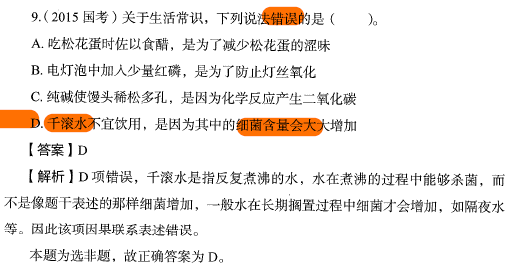 9.（2015 国考）关于生活常识，下列说法错误的是（　　）。
A. 吃松花蛋时佐以食醋，是为了减少松花蛋的涩味
B. 电灯泡中加入少量红磷，是为了防止灯丝氧化
C. 纯碱使馒头稀松多孔，是因为化学反应产生二氧化碳
D. 千滚水不宜饮用，是因为其中的细菌含量会大大增加
【答案】D
【解析】D 项错误，千滚水是指反复煮沸的水，水在煮沸的过程中能够杀菌，而
不是像题干表述的那样细菌增加，一般水在长期搁置过程中细菌才会增加，如隔夜水
等。因此该项因果联系表述错误。
本题为选非题，故正确答案为 D。